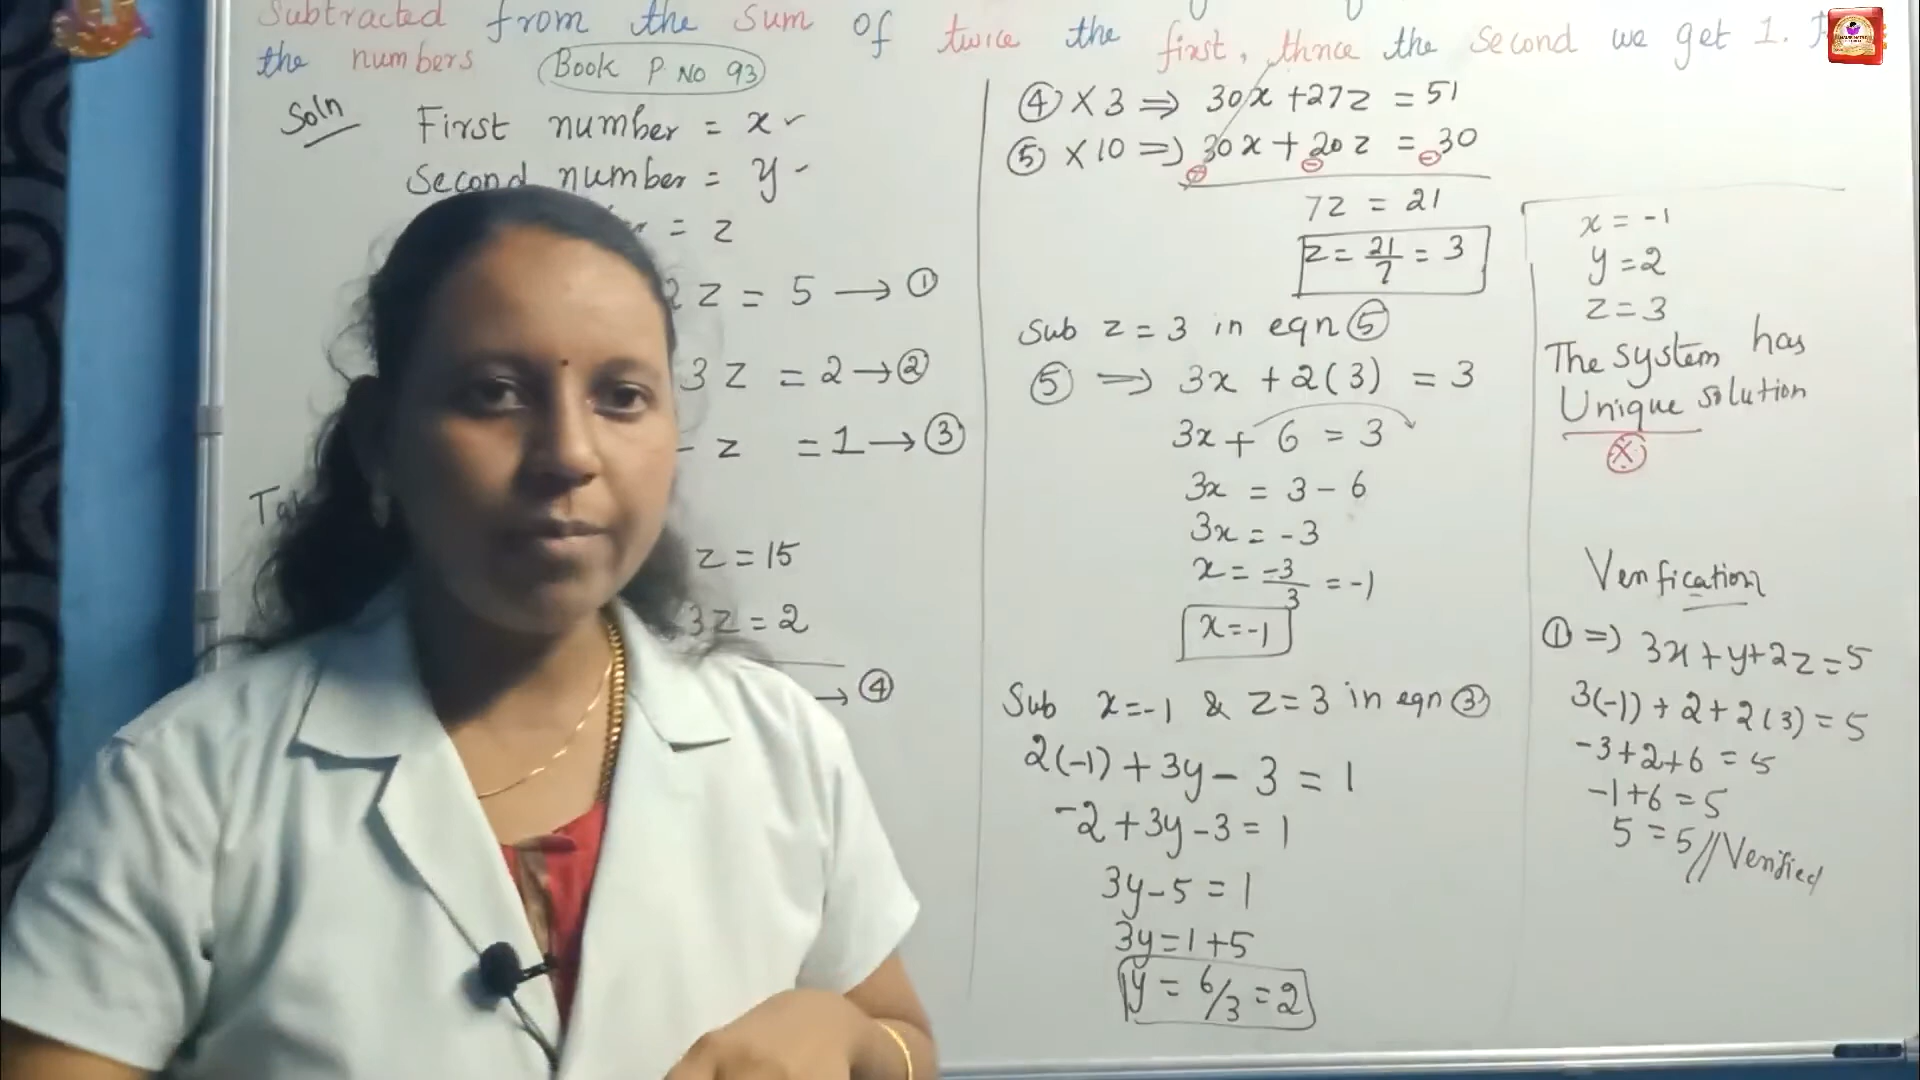 Subtracted from the sum of twice the first, thnce the second we get 1.
the numbers Book P. No 93
Soln First number = x
Second number = y
= z
2z = 5 → ①
3z = 2 → ②
- z = 1 → ③
z = 15
3z = 2
→ ④
④ × 3 ⇒ 30x + 27z = 51
⑤ × 10 ⇒ 30x + 20z = 30
7z = 21
z = 21/7 = 3
Sub z = 3 in eqn ⑤
⑤ ⇒ 3x + 2(3) = 3
3x + 6 = 3
3x = 3 - 6
3x = -3
x = -3/3 = -1
x = -1
Sub x = -1 & z = 3 in eqn ③
2(-1) + 3y - 3 = 1
-2 + 3y - 3 = 1
3y - 5 = 1
3y = 1 + 5
y = 6/3 = 2
x = -1
y = 2
z = 3
The system has
Unique solution
Verification
① ⇒ 3x + y + 2z = 5
3(-1) + 2 + 2(3) = 5
-3 + 2 + 6 = 5
-1 + 6 = 5
5 = 5 // Verified